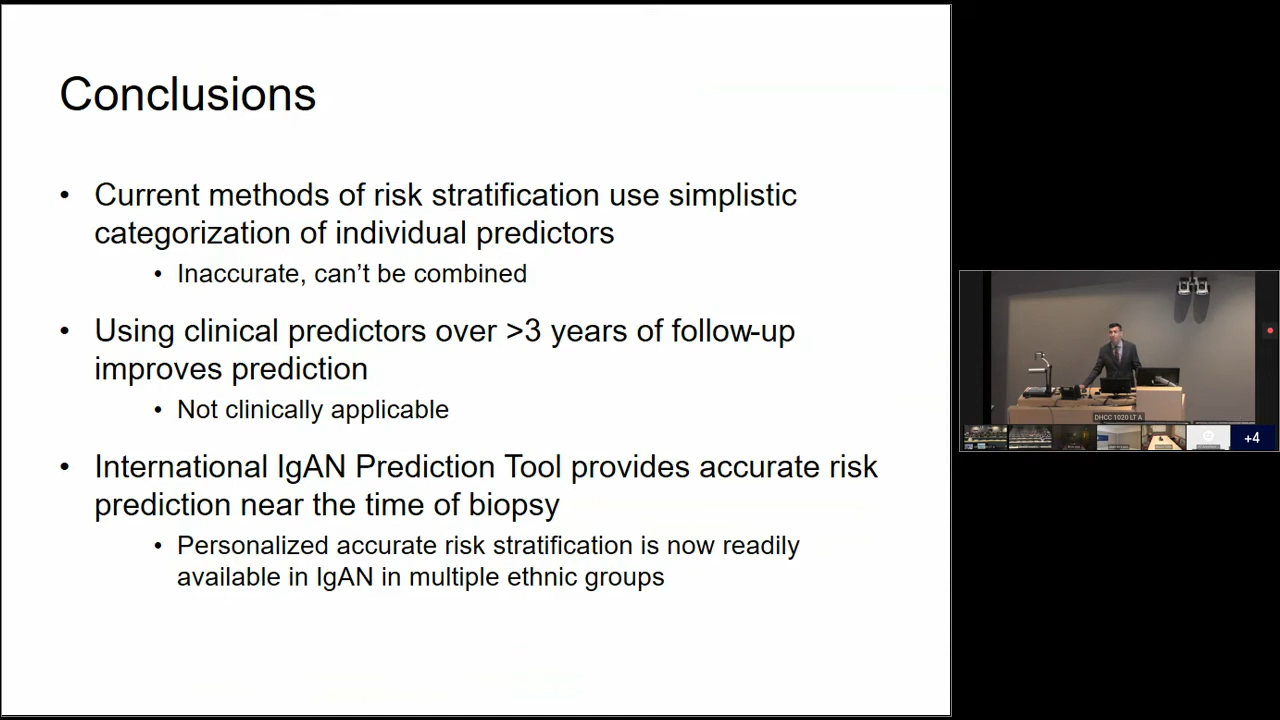 Conclusions
• Current methods of risk stratification use simplistic
categorization of individual predictors
• Inaccurate, can’t be combined
• Using clinical predictors over >3 years of follow-up
improves prediction
• Not clinically applicable
• International IgAN Prediction Tool provides accurate risk
prediction near the time of biopsy
• Personalized accurate risk stratification is now readily
available in IgAN in multiple ethnic groups
DHCC 1020 LT A
+4